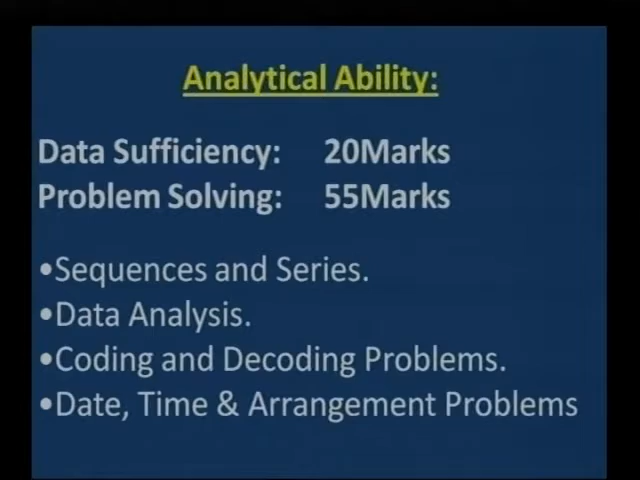 Analytical Ability:
Data Sufficiency: 20Marks
Problem Solving: 55Marks
•Sequences and Series.
•Data Analysis.
•Coding and Decoding Problems.
•Date, Time & Arrangement Problems